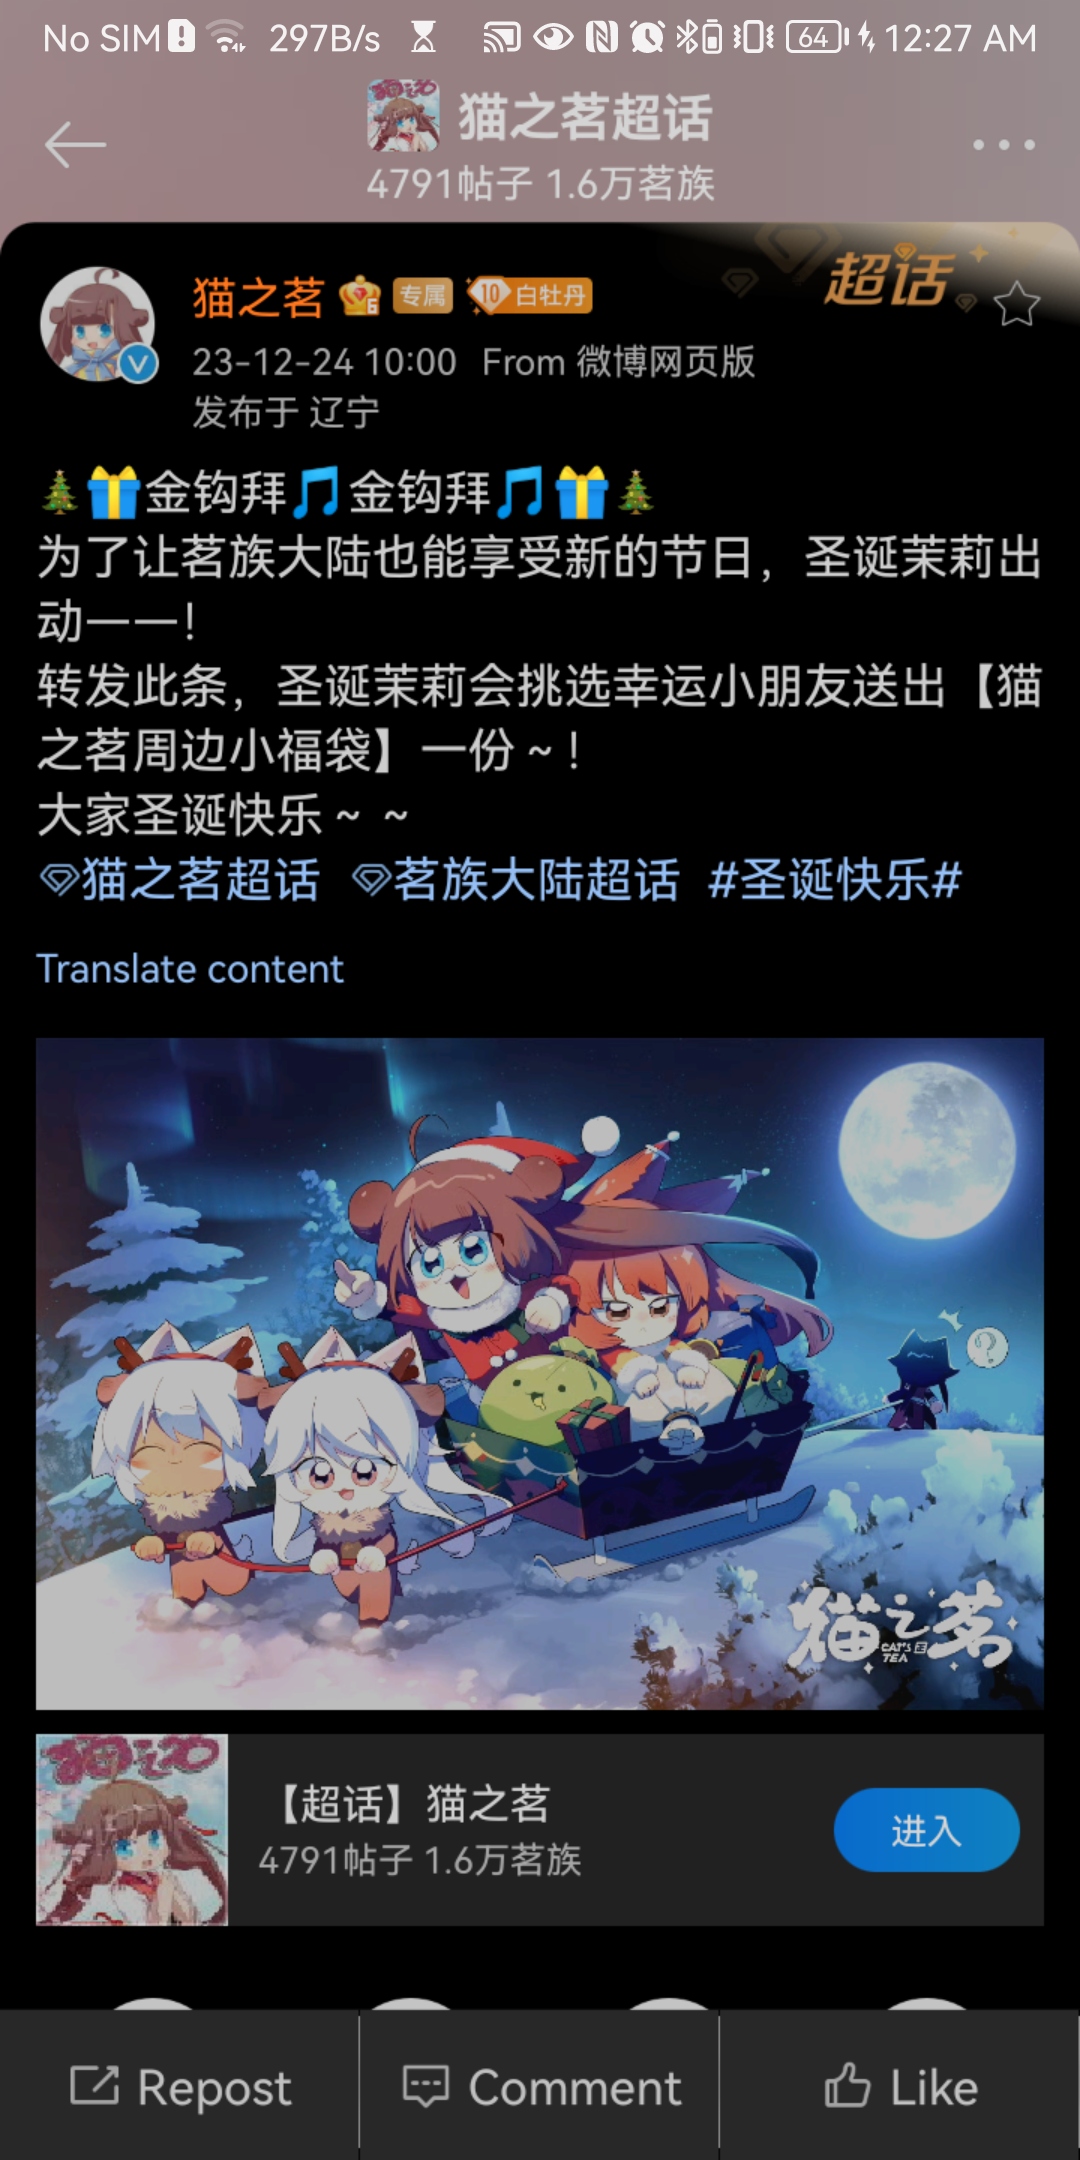 No SIM 297B/s 64 12:27 AM
猫之茗超话
4791帖子 1.6万茗族
超话
猫之茗 6 专属 10 白牡丹
23-12-24 10:00 From 微博网页版
发布于 辽宁
🎄🎁金钩拜🎵金钩拜🎵🎁🎄
为了让茗族大陆也能享受新的节日，圣诞茉莉出
动——！
转发此条，圣诞茉莉会挑选幸运小朋友送出【猫
之茗周边小福袋】一份～！
大家圣诞快乐～～
猫之茗超话 茗族大陆超话 #圣诞快乐#
Translate content
?
猫之茗
CAT'S TEA
【超话】猫之茗
4791帖子 1.6万茗族
进入
Repost
Comment
Like